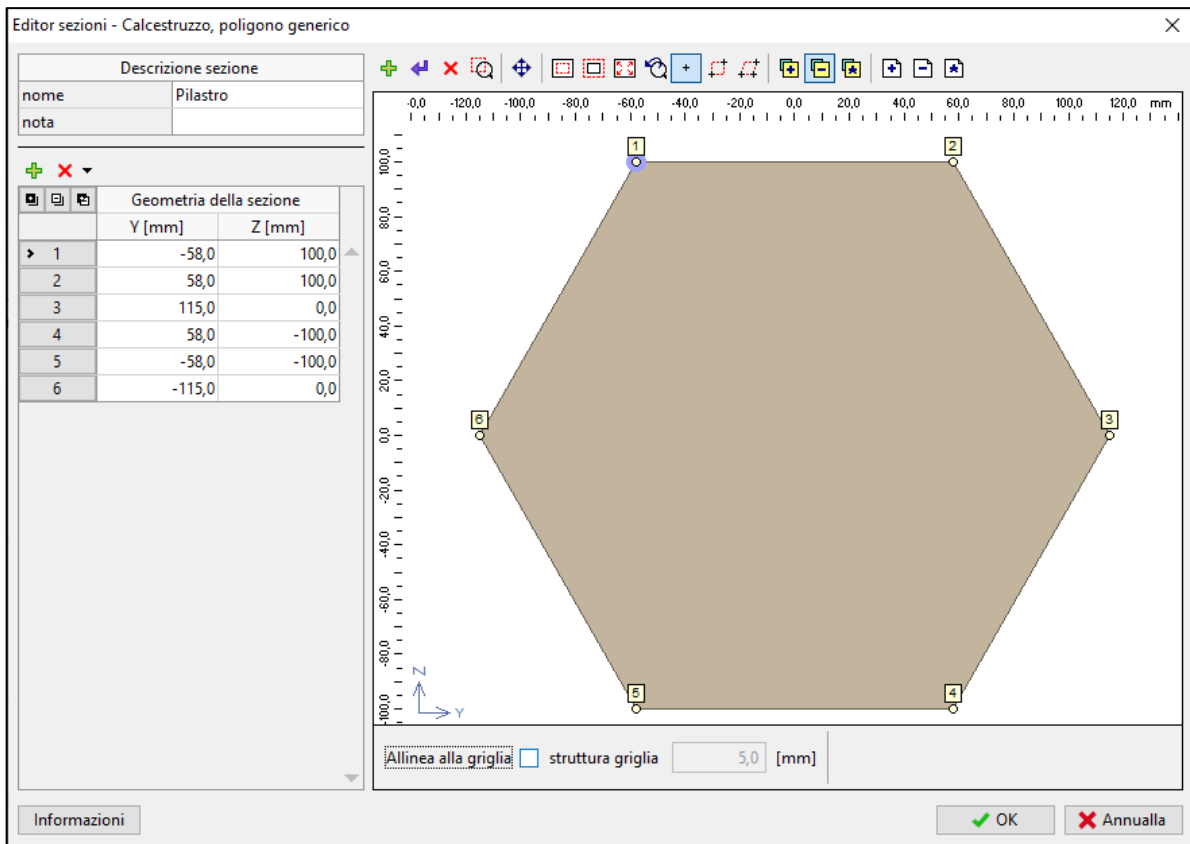 Editor sezioni - Calcestruzzo, poligono generico
Descrizione sezione
nome Pilastro
nota
Geometria della sezione
Y [mm] Z [mm]
1 -58,0 100,0
2 58,0 100,0
3 115,0 0,0
4 58,0 -100,0
5 -58,0 -100,0
6 -115,0 0,0
-0,0 -120,0 -100,0 -80,0 -60,0 -40,0 -20,0 0,0 20,0 40,0 60,0 80,0 100,0 120,0 mm
100,0
80,0
60,0
40,0
20,0
0,0
-20,0
-40,0
-60,0
-80,0
-100,0
1 2
6 3
5 4
Z
Y
Allinea alla griglia struttura griglia 5,0 [mm]
Informazioni OK Annulla